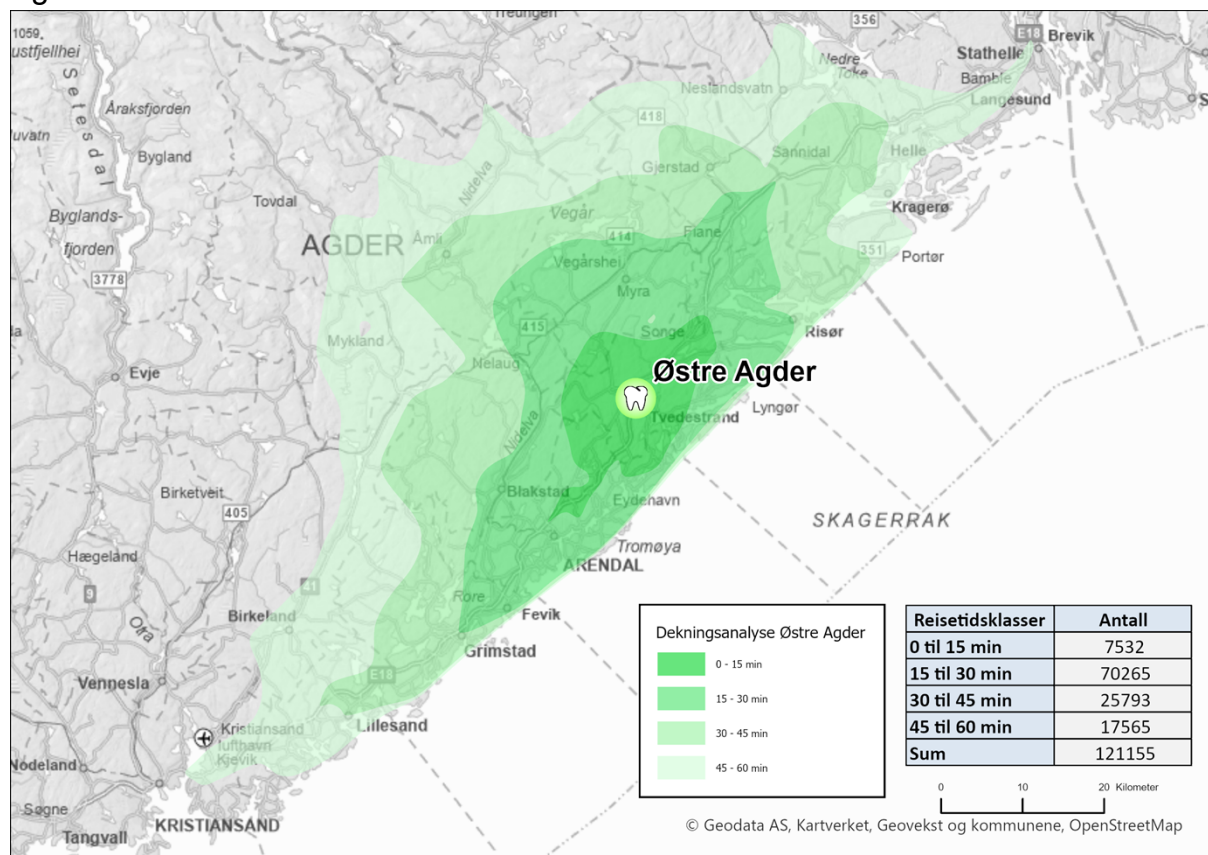 356
E18
Brevik
Stathelle
Treungen
1059
Nedre
Toke
Bamble
Langesund
Neslandsvatn
Setesdal
Åraksfjorden
Bygland
418
Sannidal
Helle
Gjerstad
Nidelva
Tovdal
Kragerø
Vegår
Byglands-
fjorden
AGDER
Åmli
414
Fiane
351
Portør
Vegårshei
3778
Myra
415
Songe
Risør
Mykland
Nelaug
Evje
Østre Agder
Lyngør
Tvedestrand
Nidelva
Birketveit
Blakstad
Eydehavn
405
SKAGERRAK
Tromøya
Hægeland
ARENDAL
9
41
Rore
Birkeland
Fevik
Otra
Grimstad
Vennesla
E18
Lillesand
Kristiansand
lufthavn
Kjevik
Nodeland
Søgne
KRISTIANSAND
Tangvall
Dekningsanalyse Østre Agder
0 - 15 min
15 - 30 min
30 - 45 min
45 - 60 min
Reisetidsklasser Antall
0 til 15 min 7532
15 til 30 min 70265
30 til 45 min 25793
45 til 60 min 17565
Sum 121155
0 10 20 Kilometer
© Geodata AS, Kartverket, Geovekst og kommunene, OpenStreetMap